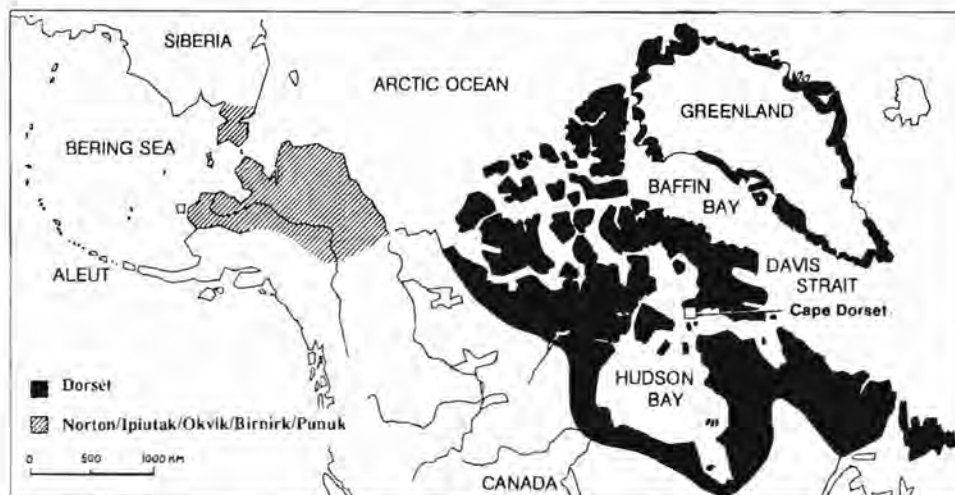 SIBERIA
ARCTIC OCEAN
GREENLAND
BERING SEA
BAFFIN
BAY
ALEUT
DAVIS
STRAIT
Cape Dorset
HUDSON
BAY
Dorset
Norton/Ipiutak/Okvik/Birnirk/Punuk
0 500 1000 KM
CANADA